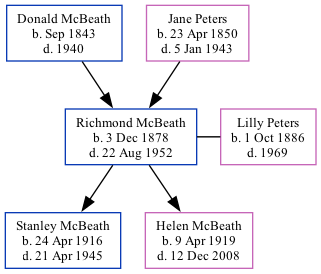 Donald McBeath
b. Sep 1843
d. 1940
Jane Peters
b. 23 Apr 1850
d. 5 Jan 1943
Richmond McBeath
b. 3 Dec 1878
d. 22 Aug 1952
Lilly Peters
b. 1 Oct 1886
d. 1969
Stanley McBeath
b. 24 Apr 1916
d. 21 Apr 1945
Helen McBeath
b. 9 Apr 1919
d. 12 Dec 2008